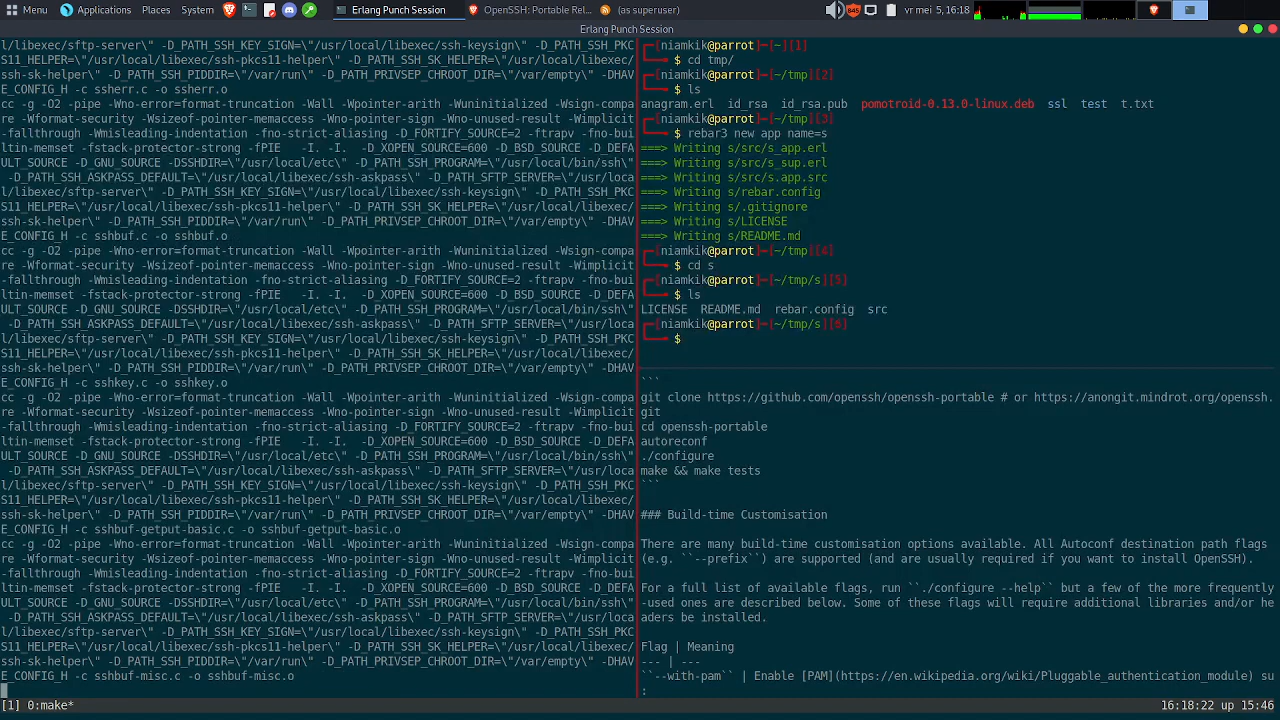 Menu Applications Places System Erlang Punch Session OpenSSH: Portable Rel... (as superuser) 845 vr mei 5, 16:18
Erlang Punch Session
l/libexec/sftp-server\" -D_PATH_SSH_KEY_SIGN=\"/usr/local/libexec/ssh-keysign\" -D_PATH_SSH_PKC
S11_HELPER=\"/usr/local/libexec/ssh-pkcs11-helper\" -D_PATH_SSH_SK_HELPER=\"/usr/local/libexec/
ssh-sk-helper\" -D_PATH_SSH_PIDDIR=\"/var/run\" -D_PATH_PRIVSEP_CHROOT_DIR=\"/var/empty\" -DHAV
E_CONFIG_H -c ssherr.c -o ssherr.o
cc -g -O2 -pipe -Wno-error=format-truncation -Wall -Wpointer-arith -Wuninitialized -Wsign-compa
re -Wformat-security -Wsizeof-pointer-memaccess -Wno-pointer-sign -Wno-unused-result -Wimplicit
-fallthrough -Wmisleading-indentation -fno-strict-aliasing -D_FORTIFY_SOURCE=2 -ftrapv -fno-bui
ltin-memset -fstack-protector-strong -fPIE -I. -I. -D_XOPEN_SOURCE=600 -D_BSD_SOURCE -D_DEFA
ULT_SOURCE -D_GNU_SOURCE -DSSHDIR=\"/usr/local/etc\" -D_PATH_SSH_PROGRAM=\"/usr/local/bin/ssh\"
-D_PATH_SSH_ASKPASS_DEFAULT=\"/usr/local/libexec/ssh-askpass\" -D_PATH_SFTP_SERVER=\"/usr/loca
l/libexec/sftp-server\" -D_PATH_SSH_KEY_SIGN=\"/usr/local/libexec/ssh-keysign\" -D_PATH_SSH_PKC
S11_HELPER=\"/usr/local/libexec/ssh-pkcs11-helper\" -D_PATH_SSH_SK_HELPER=\"/usr/local/libexec/
ssh-sk-helper\" -D_PATH_SSH_PIDDIR=\"/var/run\" -D_PATH_PRIVSEP_CHROOT_DIR=\"/var/empty\" -DHAV
E_CONFIG_H -c sshbuf.c -o sshbuf.o
cc -g -O2 -pipe -Wno-error=format-truncation -Wall -Wpointer-arith -Wuninitialized -Wsign-compa
re -Wformat-security -Wsizeof-pointer-memaccess -Wno-pointer-sign -Wno-unused-result -Wimplicit
-fallthrough -Wmisleading-indentation -fno-strict-aliasing -D_FORTIFY_SOURCE=2 -ftrapv -fno-bui
ltin-memset -fstack-protector-strong -fPIE -I. -I. -D_XOPEN_SOURCE=600 -D_BSD_SOURCE -D_DEFA
ULT_SOURCE -D_GNU_SOURCE -DSSHDIR=\"/usr/local/etc\" -D_PATH_SSH_PROGRAM=\"/usr/local/bin/ssh\"
-D_PATH_SSH_ASKPASS_DEFAULT=\"/usr/local/libexec/ssh-askpass\" -D_PATH_SFTP_SERVER=\"/usr/loca
l/libexec/sftp-server\" -D_PATH_SSH_KEY_SIGN=\"/usr/local/libexec/ssh-keysign\" -D_PATH_SSH_PKC
S11_HELPER=\"/usr/local/libexec/ssh-pkcs11-helper\" -D_PATH_SSH_SK_HELPER=\"/usr/local/libexec/
ssh-sk-helper\" -D_PATH_SSH_PIDDIR=\"/var/run\" -D_PATH_PRIVSEP_CHROOT_DIR=\"/var/empty\" -DHAV
E_CONFIG_H -c sshkey.c -o sshkey.o
cc -g -O2 -pipe -Wno-error=format-truncation -Wall -Wpointer-arith -Wuninitialized -Wsign-compa
re -Wformat-security -Wsizeof-pointer-memaccess -Wno-pointer-sign -Wno-unused-result -Wimplicit
-fallthrough -Wmisleading-indentation -fno-strict-aliasing -D_FORTIFY_SOURCE=2 -ftrapv -fno-bui
ltin-memset -fstack-protector-strong -fPIE -I. -I. -D_XOPEN_SOURCE=600 -D_BSD_SOURCE -D_DEFA
ULT_SOURCE -D_GNU_SOURCE -DSSHDIR=\"/usr/local/etc\" -D_PATH_SSH_PROGRAM=\"/usr/local/bin/ssh\"
-D_PATH_SSH_ASKPASS_DEFAULT=\"/usr/local/libexec/ssh-askpass\" -D_PATH_SFTP_SERVER=\"/usr/loca
l/libexec/sftp-server\" -D_PATH_SSH_KEY_SIGN=\"/usr/local/libexec/ssh-keysign\" -D_PATH_SSH_PKC
S11_HELPER=\"/usr/local/libexec/ssh-pkcs11-helper\" -D_PATH_SSH_SK_HELPER=\"/usr/local/libexec/
ssh-sk-helper\" -D_PATH_SSH_PIDDIR=\"/var/run\" -D_PATH_PRIVSEP_CHROOT_DIR=\"/var/empty\" -DHAV
E_CONFIG_H -c sshbuf-getput-basic.c -o sshbuf-getput-basic.o
cc -g -O2 -pipe -Wno-error=format-truncation -Wall -Wpointer-arith -Wuninitialized -Wsign-compa
re -Wformat-security -Wsizeof-pointer-memaccess -Wno-pointer-sign -Wno-unused-result -Wimplicit
-fallthrough -Wmisleading-indentation -fno-strict-aliasing -D_FORTIFY_SOURCE=2 -ftrapv -fno-bui
ltin-memset -fstack-protector-strong -fPIE -I. -I. -D_XOPEN_SOURCE=600 -D_BSD_SOURCE -D_DEFA
ULT_SOURCE -D_GNU_SOURCE -DSSHDIR=\"/usr/local/etc\" -D_PATH_SSH_PROGRAM=\"/usr/local/bin/ssh\"
-D_PATH_SSH_ASKPASS_DEFAULT=\"/usr/local/libexec/ssh-askpass\" -D_PATH_SFTP_SERVER=\"/usr/loca
l/libexec/sftp-server\" -D_PATH_SSH_KEY_SIGN=\"/usr/local/libexec/ssh-keysign\" -D_PATH_SSH_PKC
S11_HELPER=\"/usr/local/libexec/ssh-pkcs11-helper\" -D_PATH_SSH_SK_HELPER=\"/usr/local/libexec/
ssh-sk-helper\" -D_PATH_SSH_PIDDIR=\"/var/run\" -D_PATH_PRIVSEP_CHROOT_DIR=\"/var/empty\" -DHAV
E_CONFIG_H -c sshbuf-misc.c -o sshbuf-misc.o
┌─[niamkik@parrot]─[~][1]
└──╼ $ cd tmp/
┌─[niamkik@parrot]─[~/tmp][2]
└──╼ $ ls
anagram.erl id_rsa id_rsa.pub pomotroid-0.13.0-linux.deb ssl test t.txt
┌─[niamkik@parrot]─[~/tmp][3]
└──╼ $ rebar3 new app name=s
===> Writing s/src/s_app.erl
===> Writing s/src/s_sup.erl
===> Writing s/src/s.app.src
===> Writing s/rebar.config
===> Writing s/.gitignore
===> Writing s/LICENSE
===> Writing s/README.md
┌─[niamkik@parrot]─[~/tmp][4]
└──╼ $ cd s
┌─[niamkik@parrot]─[~/tmp/s][5]
└──╼ $ ls
LICENSE README.md rebar.config src
┌─[niamkik@parrot]─[~/tmp/s][6]
└──╼ $
```
git clone https://github.com/openssh/openssh-portable # or https://anongit.mindrot.org/openssh.
git
cd openssh-portable
autoreconf
./configure
make && make tests
```
### Build-time Customisation
There are many build-time customisation options available. All Autoconf destination path flags
(e.g. ``--prefix``) are supported (and are usually required if you want to install OpenSSH).
For a full list of available flags, run ``./configure --help`` but a few of the more frequently
-used ones are described below. Some of these flags will require additional libraries and/or he
aders be installed.
Flag | Meaning
--- | ---
``--with-pam`` | Enable [PAM](https://en.wikipedia.org/wiki/Pluggable_authentication_module) su
:
[1] 0:make* 16:18:22 up 15:46